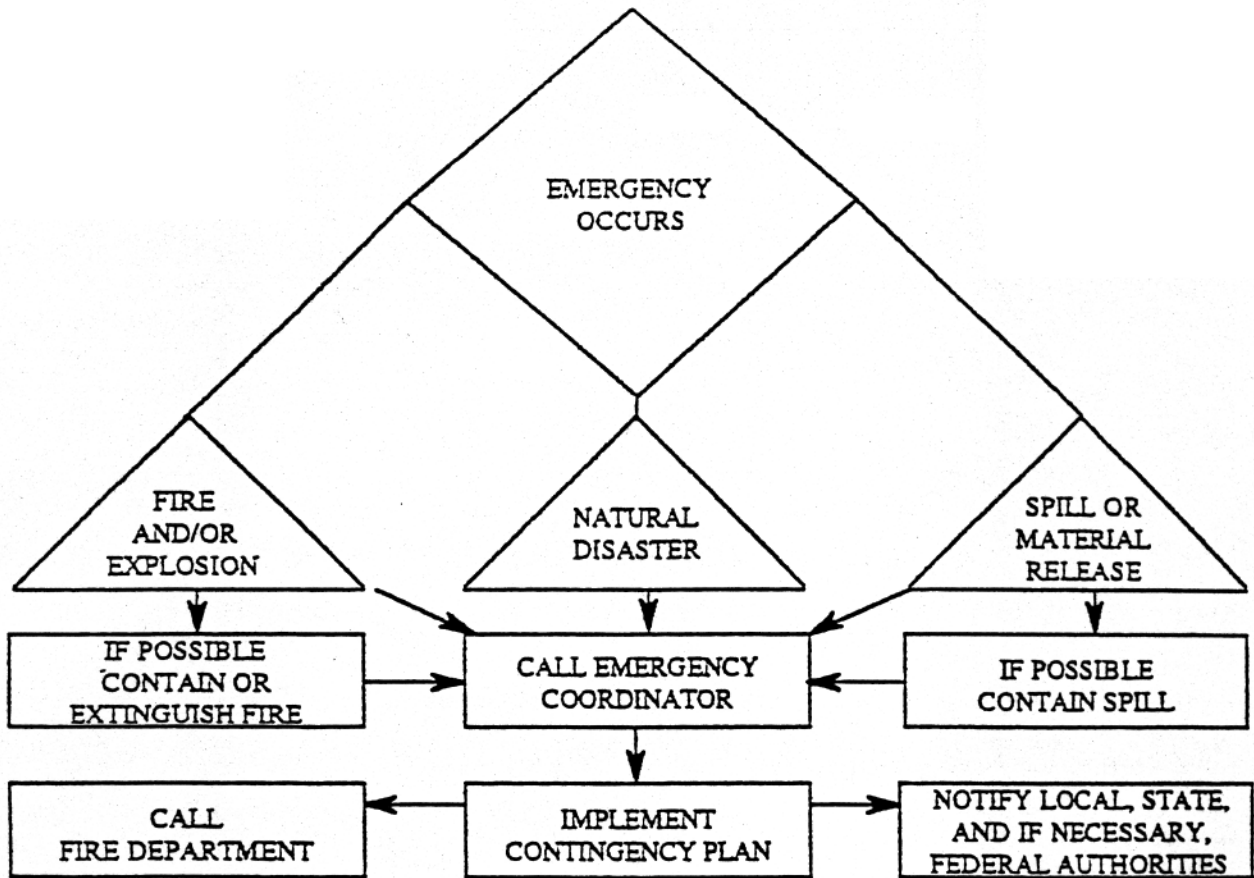 EMERGENCY
OCCURS
FIRE
AND/OR
EXPLOSION
NATURAL
DISASTER
SPILL OR
MATERIAL
RELEASE
IF POSSIBLE
CONTAIN OR
EXTINGUISH FIRE
CALL EMERGENCY
COORDINATOR
IF POSSIBLE
CONTAIN SPILL
CALL
FIRE DEPARTMENT
IMPLEMENT
CONTINGENCY PLAN
NOTIFY LOCAL, STATE,
AND IF NECESSARY,
FEDERAL AUTHORITIES